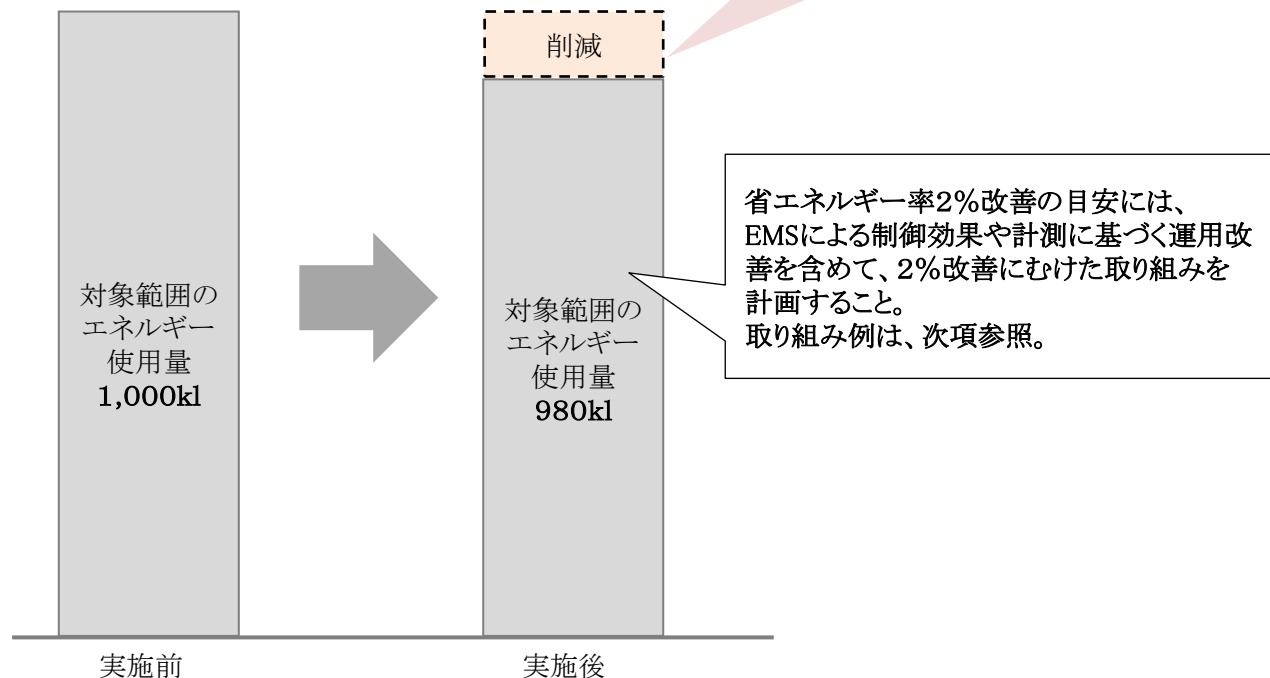 削減
対象範囲の
エネルギー
使用量
1,000kl
対象範囲の
エネルギー
使用量
980kl
省エネルギー率2%改善の目安には、
EMSによる制御効果や計測に基づく運用改
善を含めて、2%改善にむけた取り組みを
計画すること。
取り組み例は、次項参照。
実施前
実施後